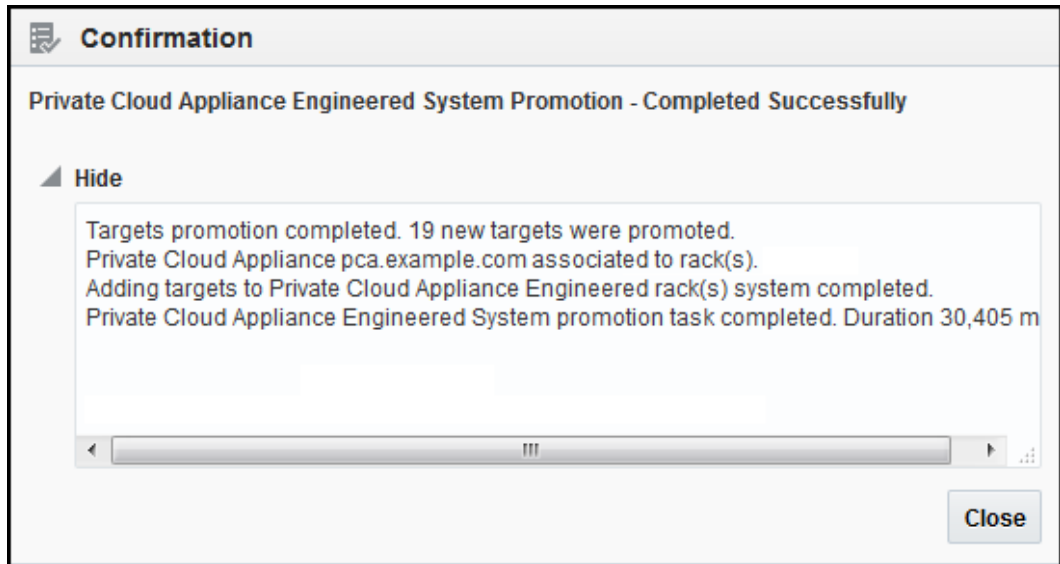 Confirmation
Private Cloud Appliance Engineered System Promotion - Completed Successfully
Hide
Targets promotion completed. 19 new targets were promoted.
Private Cloud Appliance pca.example.com associated to rack(s).
Adding targets to Private Cloud Appliance Engineered rack(s) system completed.
Private Cloud Appliance Engineered System promotion task completed. Duration 30,405 m
Close